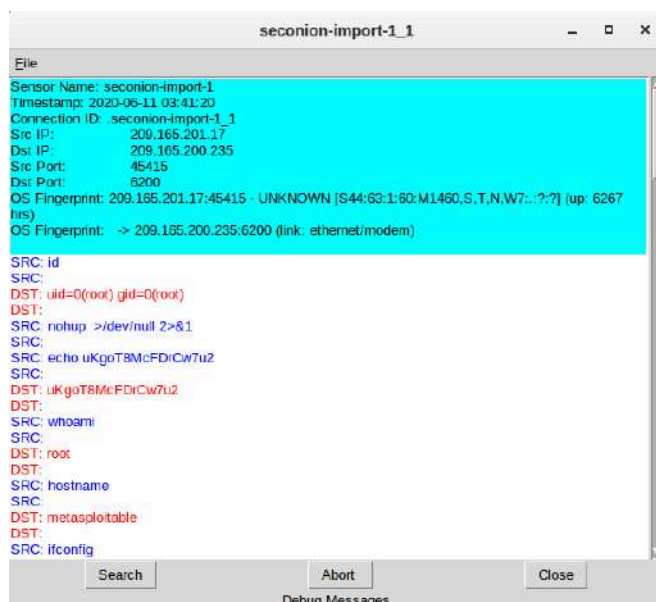 seconion-import-1_1
File
Sensor Name: seconion-import-1
Timestamp: 2020-06-11 03:41:20
Connection ID: .seconion-import-1_1
Src IP: 209.165.201.17
Dst IP: 209.165.200.235
Src Port: 45415
Dst Port: 6200
OS Fingerprint: 209.165.201.17:45415 - UNKNOWN [S44:63:1:60:M1460,S,T,N,W7:.:?:?] (up: 6267
hrs)
OS Fingerprint: -> 209.165.200.235:6200 (link: ethernet/modem)
SRC: id
SRC:
DST: uid=0(root) gid=0(root)
DST:
SRC: nohup >/dev/null 2>&1
SRC:
SRC: echo uKgoT8McFDrCw7u2
SRC:
DST: uKgoT8McFDrCw7u2
DST:
SRC: whoami
SRC:
DST: root
DST:
SRC: hostname
SRC:
DST: metasploitable
DST:
SRC: ifconfig
Search Abort Close
Debug Messages